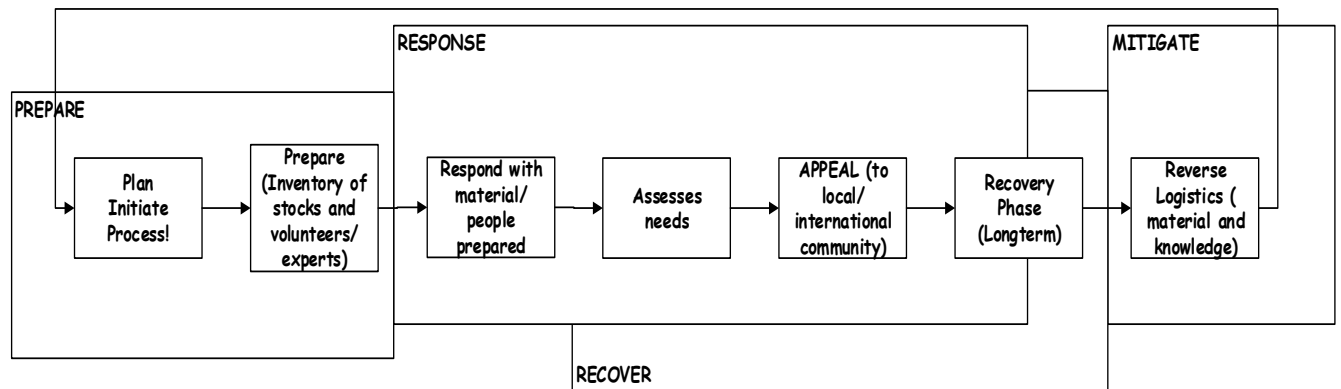 RESPONSE
MITIGATE
PREPARE
Plan
Initiate
Process!
Prepare
(Inventory of
stocks and
volunteers/
experts)
Respond with
material/
people
prepared
Assesses
needs
APPEAL (to
local/
international
community)
Recovery
Phase
(Longterm)
Reverse
Logistics (
material and
knowledge)
RECOVER